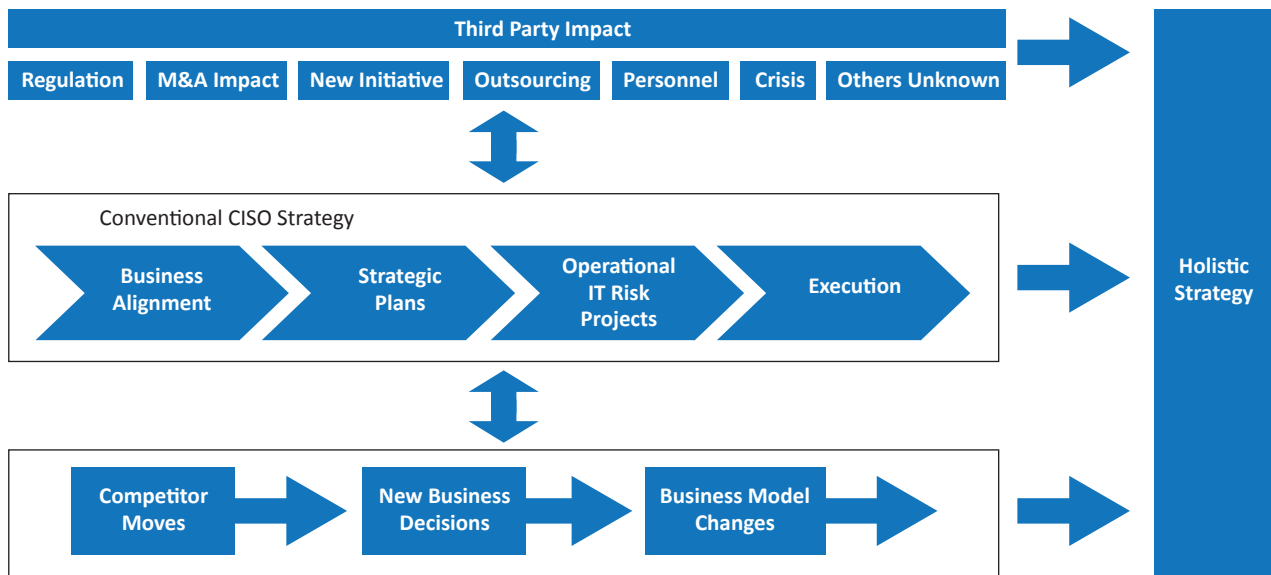 Third Party Impact
Regulation
M&A Impact
New Initiative
Outsourcing
Personnel
Crisis
Others Unknown
Conventional CISO Strategy
Business
Alignment
Strategic
Plans
Operational
IT Risk
Projects
Execution
Holistic
Strategy
Competitor
Moves
New Business
Decisions
Business Model
Changes